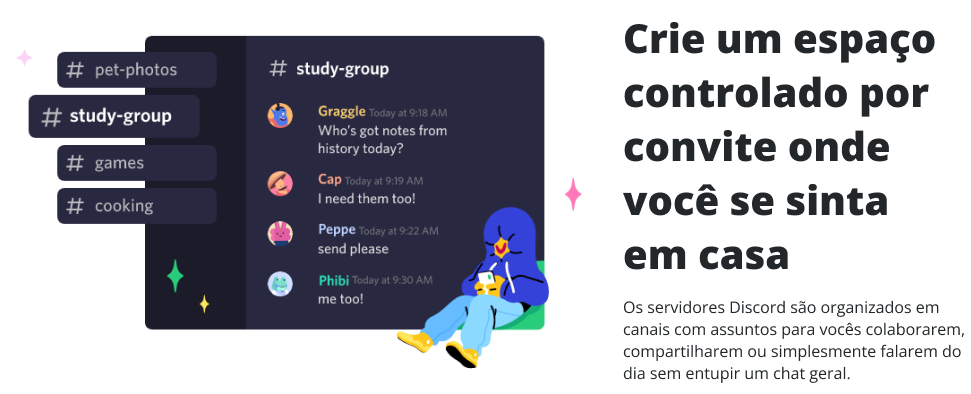 # pet-photos
# study-group
# games
# cooking
# study-group
Graggle Today at 9:18 AM
Who's got notes from
history today?
Cap Today at 9:19 AM
I need them too!
Peppe Today at 9:22 AM
send please
Phibi Today at 9:30 AM
me too!
Crie um espaço
controlado por
convite onde
você se sinta
em casa
Os servidores Discord são organizados em
canais com assuntos para vocês colaborarem,
compartilharem ou simplesmente falarem do
dia sem entupir um chat geral.